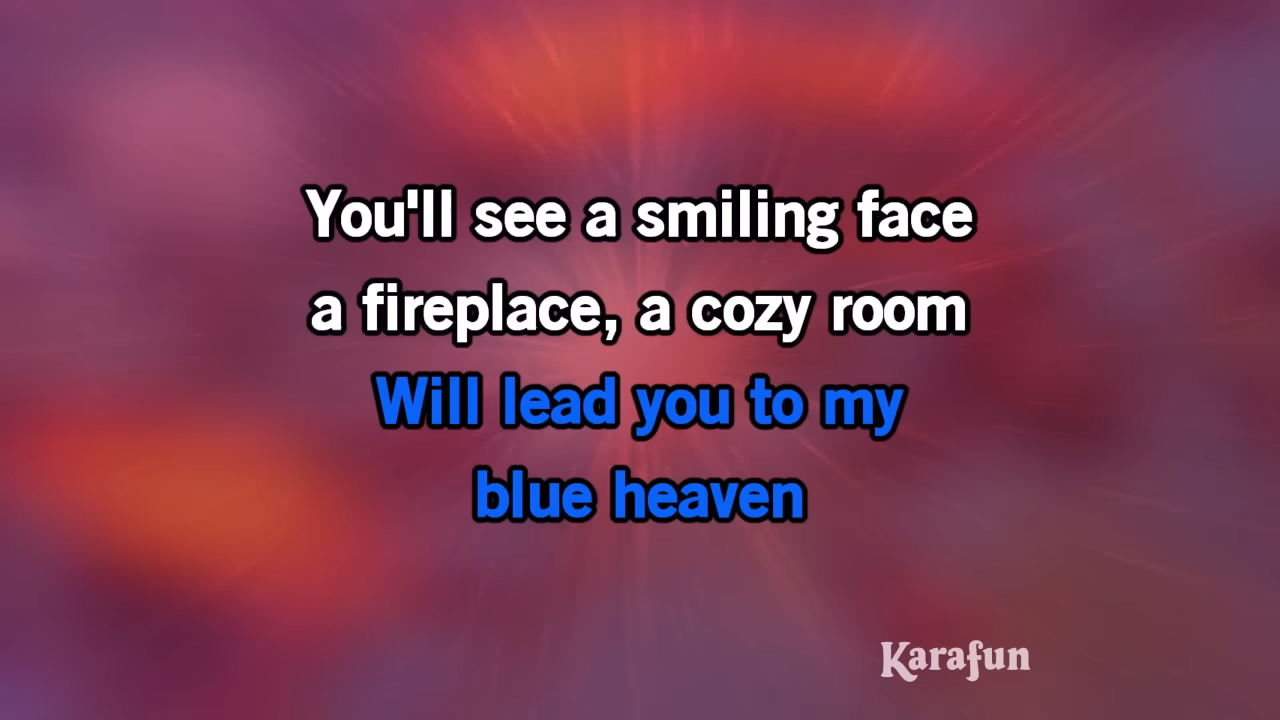 You'll see a smiling face
a fireplace, a cozy room
Will lead you to my
blue heaven
Karafun